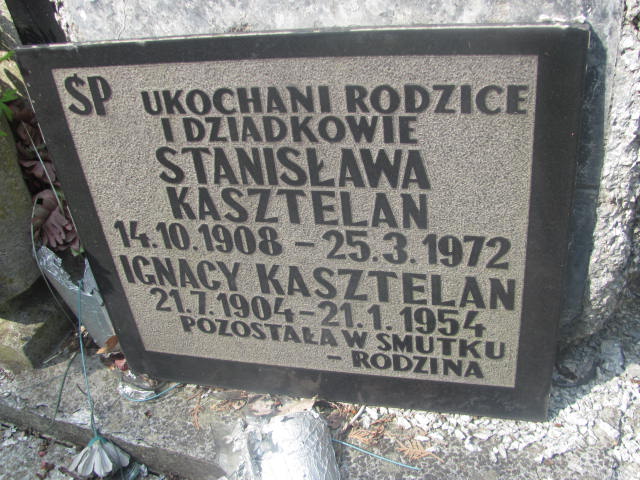 ŚP UKOCHANI RODZICE
I DZIADKOWIE
STANISŁAWA
KASZTELAN
14.10.1908 – 25.3.1972
IGNACY KASZTELAN
21.7.1904 – 21.1.1954
POZOSTAŁA W SMUTKU
– RODZINA